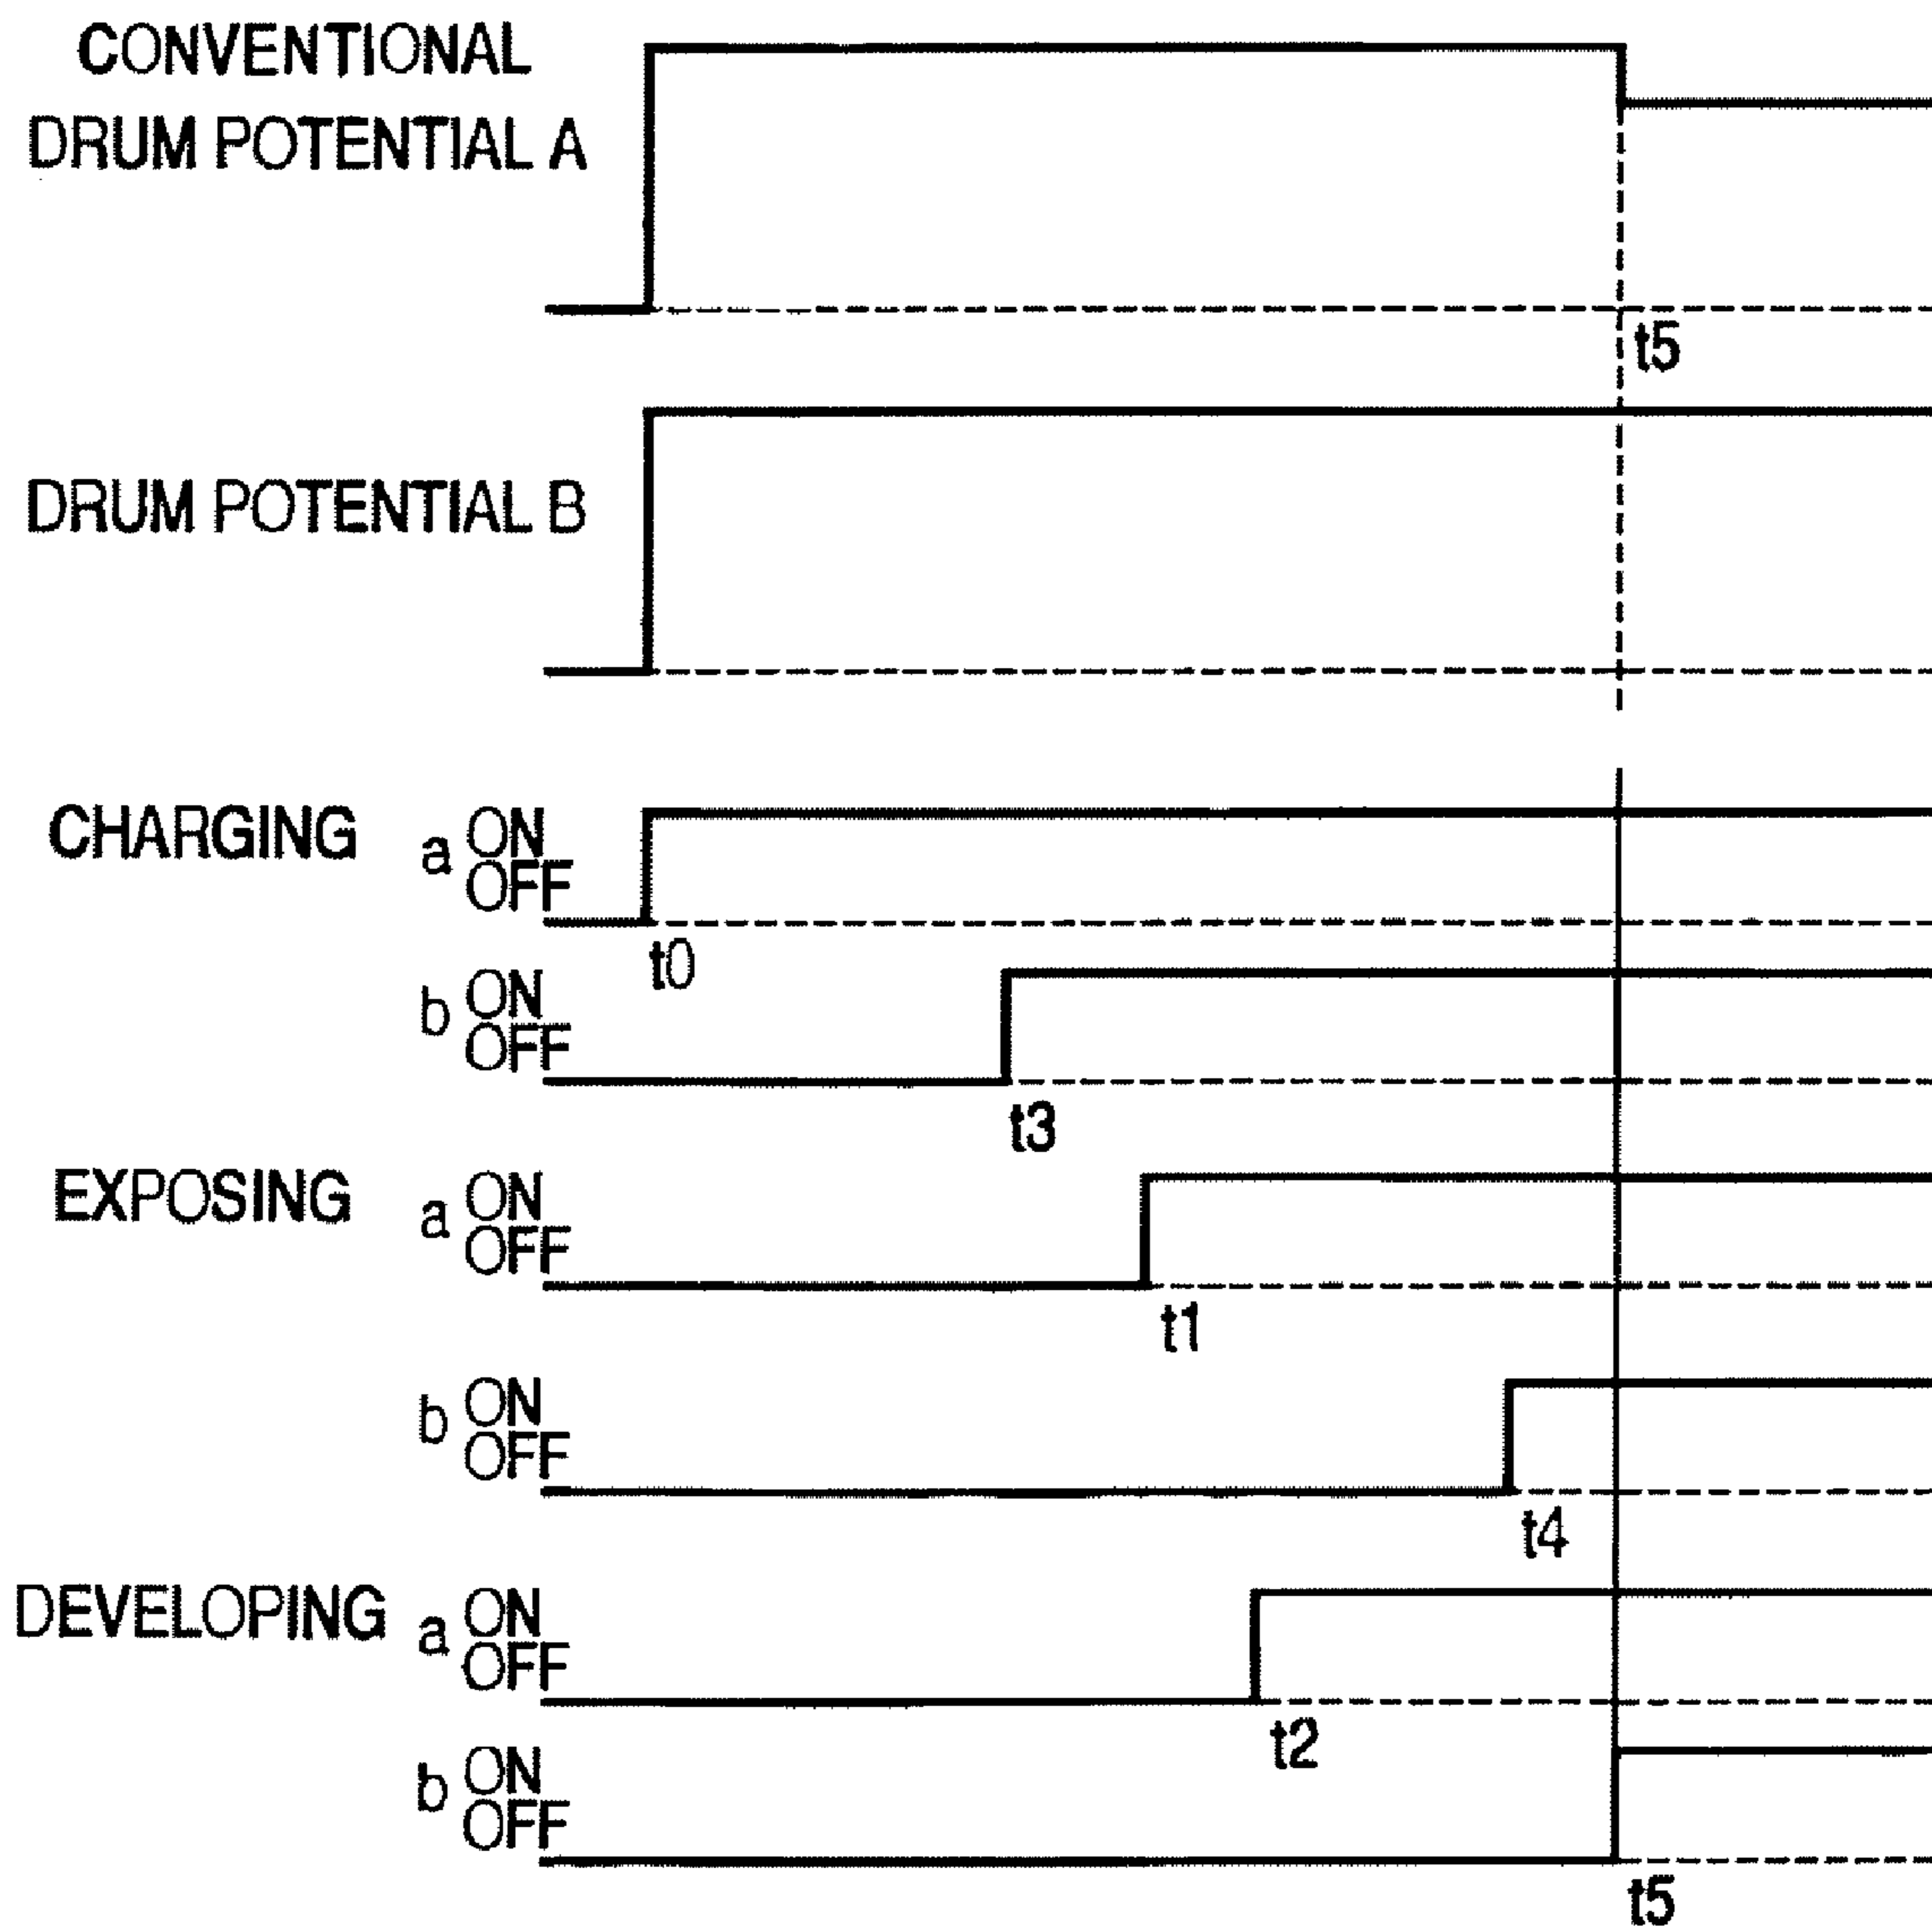 CONVENTIONAL
DRUM POTENTIAL A
t5
DRUM POTENTIAL B
CHARGING a ON
OFF
t0
b ON
OFF
t3
EXPOSING a ON
OFF
t1
b ON
OFF
t4
DEVELOPING a ON
OFF
t2
b ON
OFF
t5